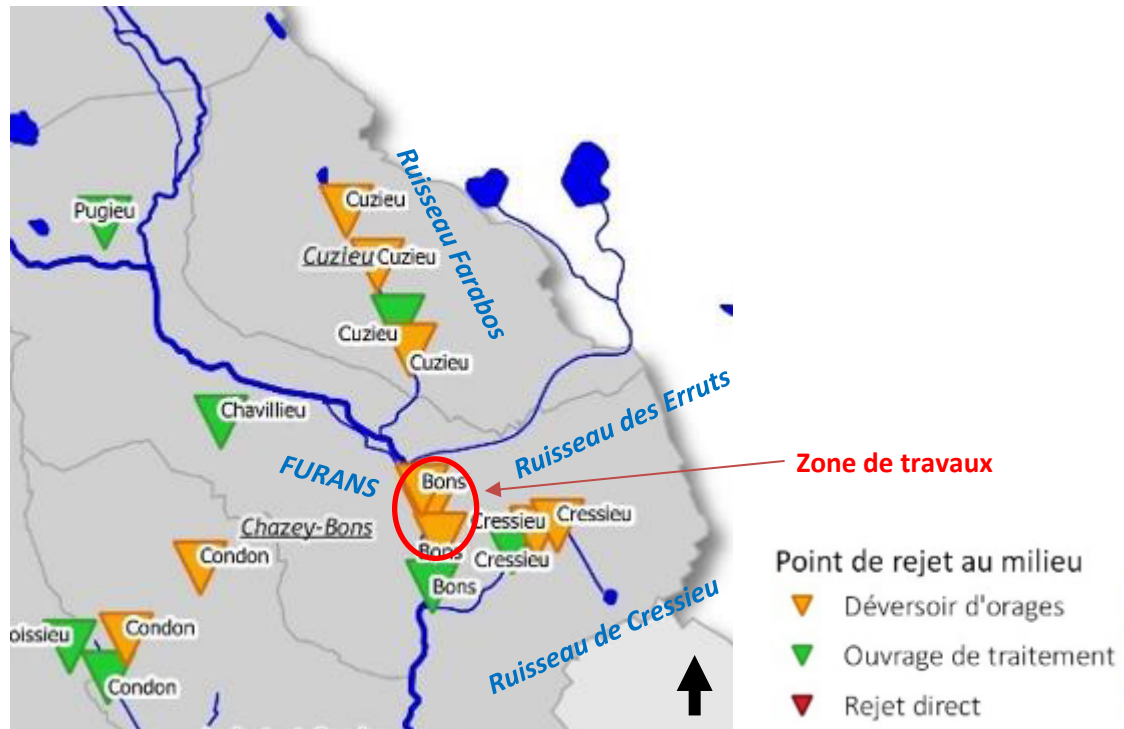 Ruisseau Farabos
Cuzieu
Pugieu
Cuzieu
Cuzieu
Cuzieu
Cuzieu
Chavillieu
Ruisseau des Erruts
FURANS
Bons
Zone de travaux
Cressieu
Cressieu
Chazey-Bons
Bons
Cressieu
Condon
Bons
Ruisseau de Cressieu
oissieu
Condon
Condon
Point de rejet au milieu
Déversoir d'orages
Ouvrage de traitement
Rejet direct